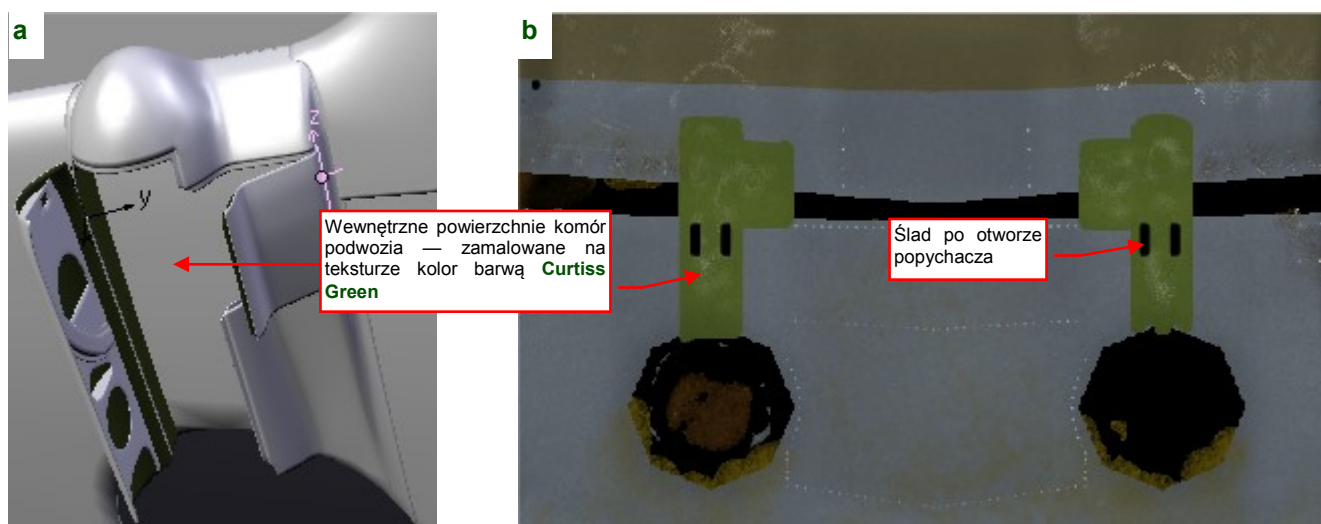 a
b
y
Wewnętrzne powierzchnie komór
podwozia — zamalowane na
teksturze kolor barwą Curtiss
Green
Ślad po otworze
popychacza